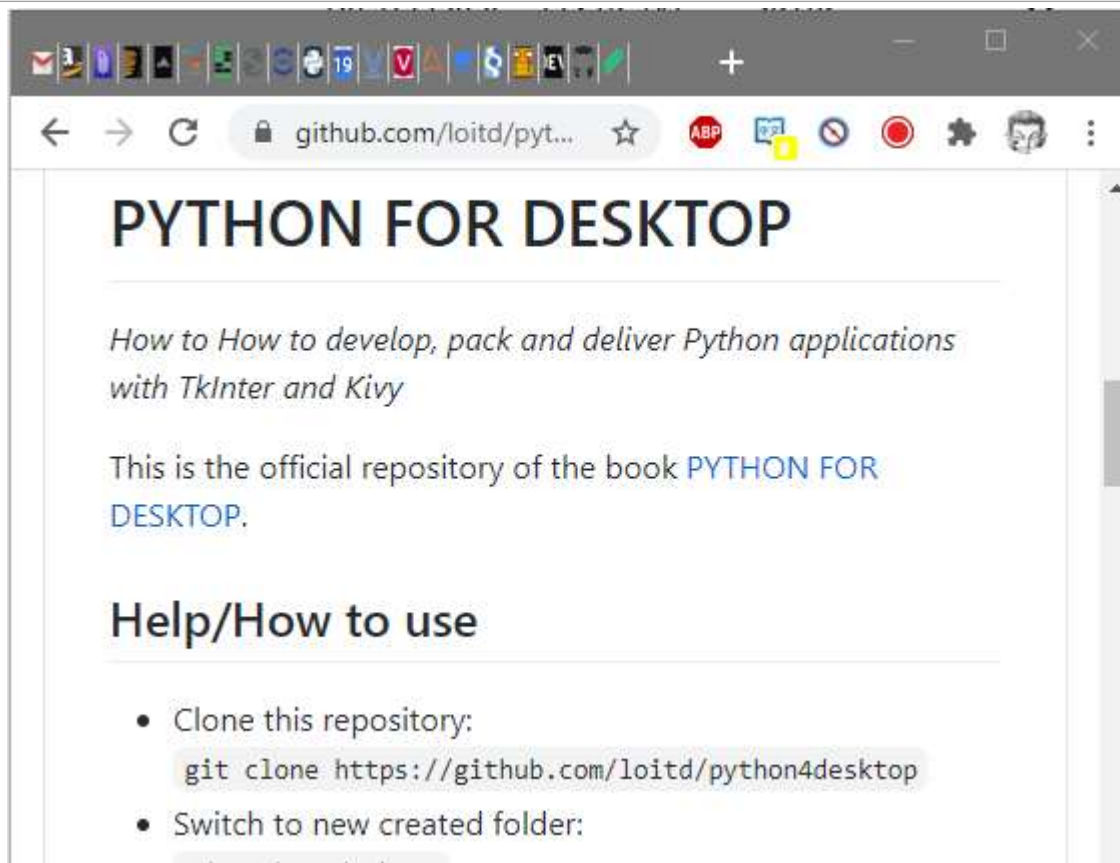 19
V
DEV
github.com/loitd/pyt...
ABP
PYTHON FOR DESKTOP
How to How to develop, pack and deliver Python applications
with TkInter and Kivy
This is the official repository of the book PYTHON FOR
DESKTOP.
Help/How to use
• Clone this repository:
git clone https://github.com/loitd/python4desktop
• Switch to new created folder: